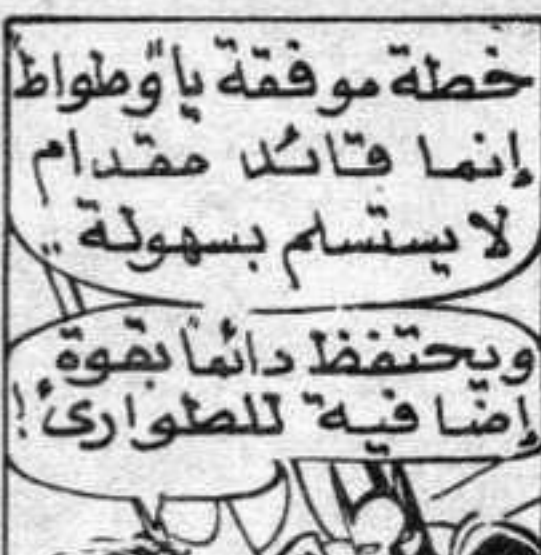 خطة موفقة يا "وطواط"
إنما قائد مقدام
لا يستسلم بسهولة ..
ويحتفظ دائماً بقوة
إضافية للطوارئ!